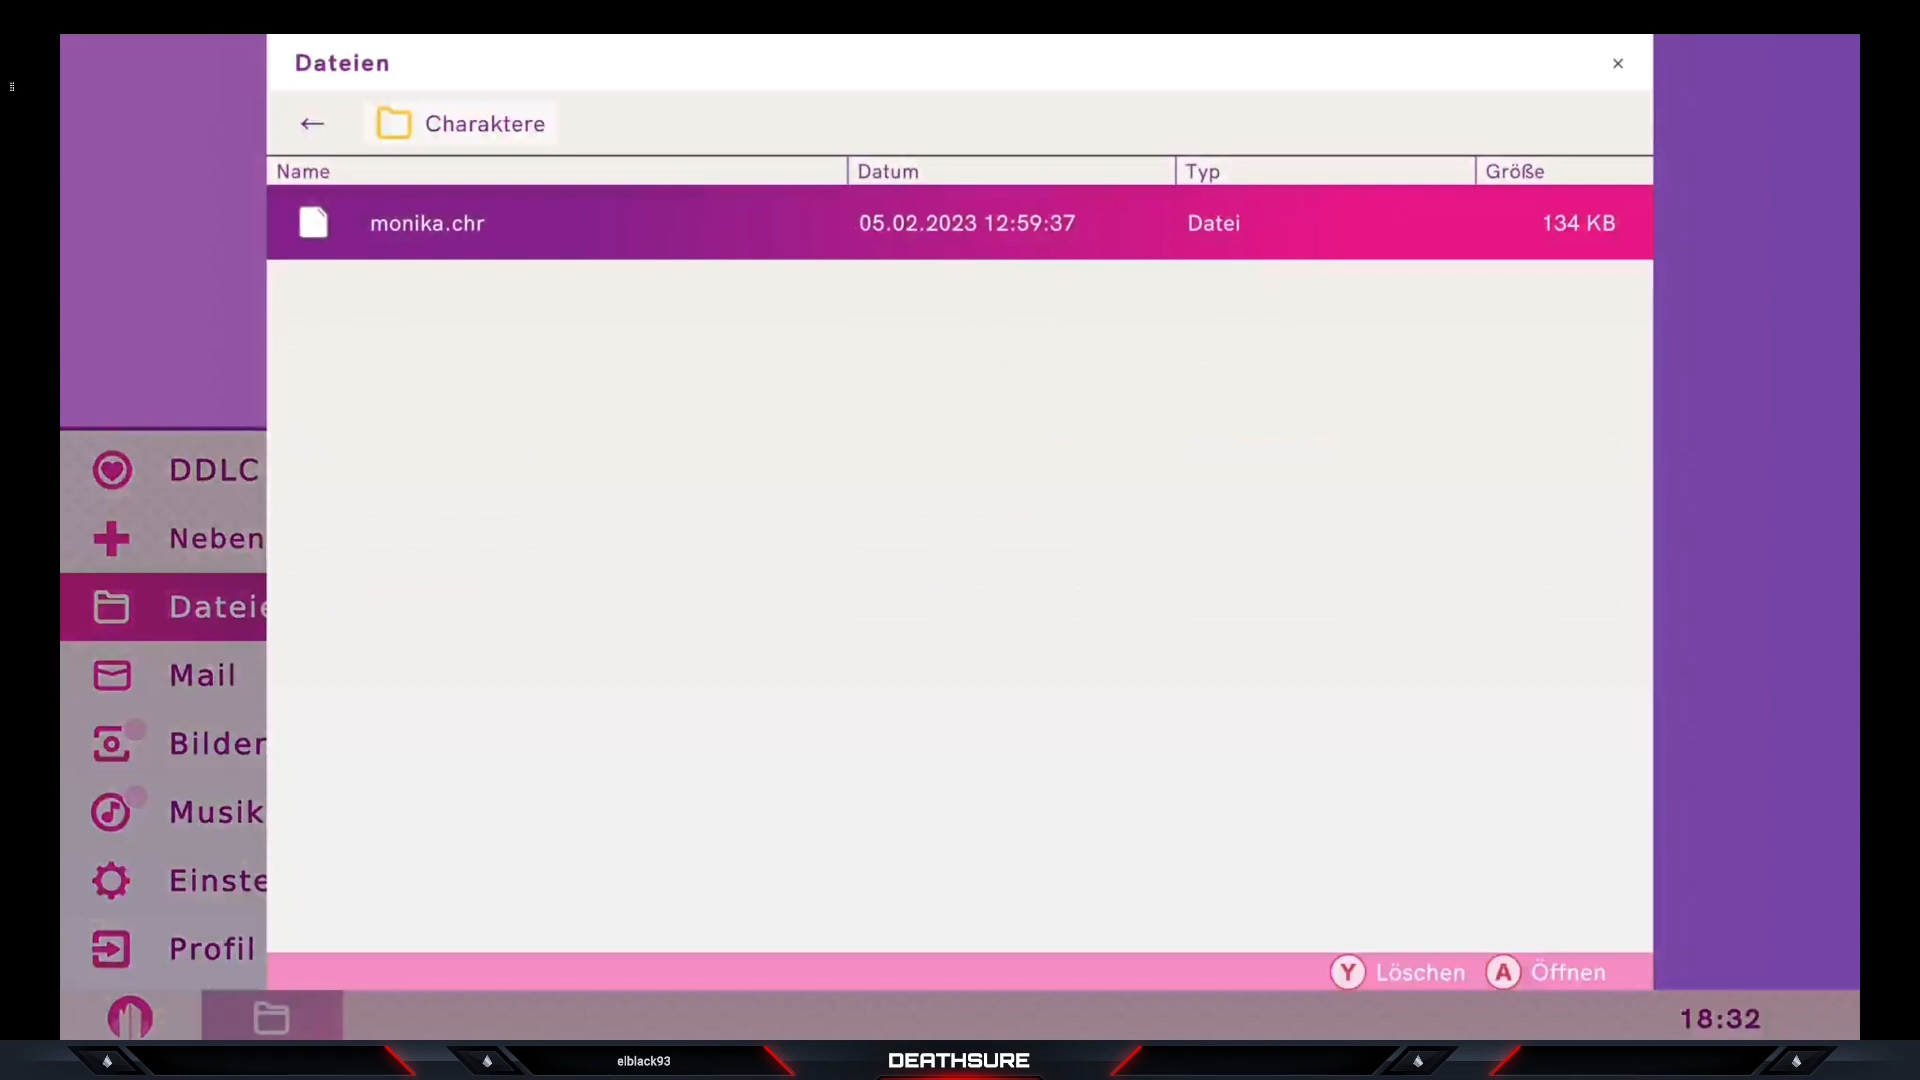 Dateien
Charaktere
Name Datum Typ Größe
monika.chr 05.02.2023 12:59:37 Datei 134 KB
DDLC
Neben
Dateie
Mail
Bilder
Musik
Einste
Profil
Y Löschen A Öffnen
18:32
elblack93 DEATHSURE